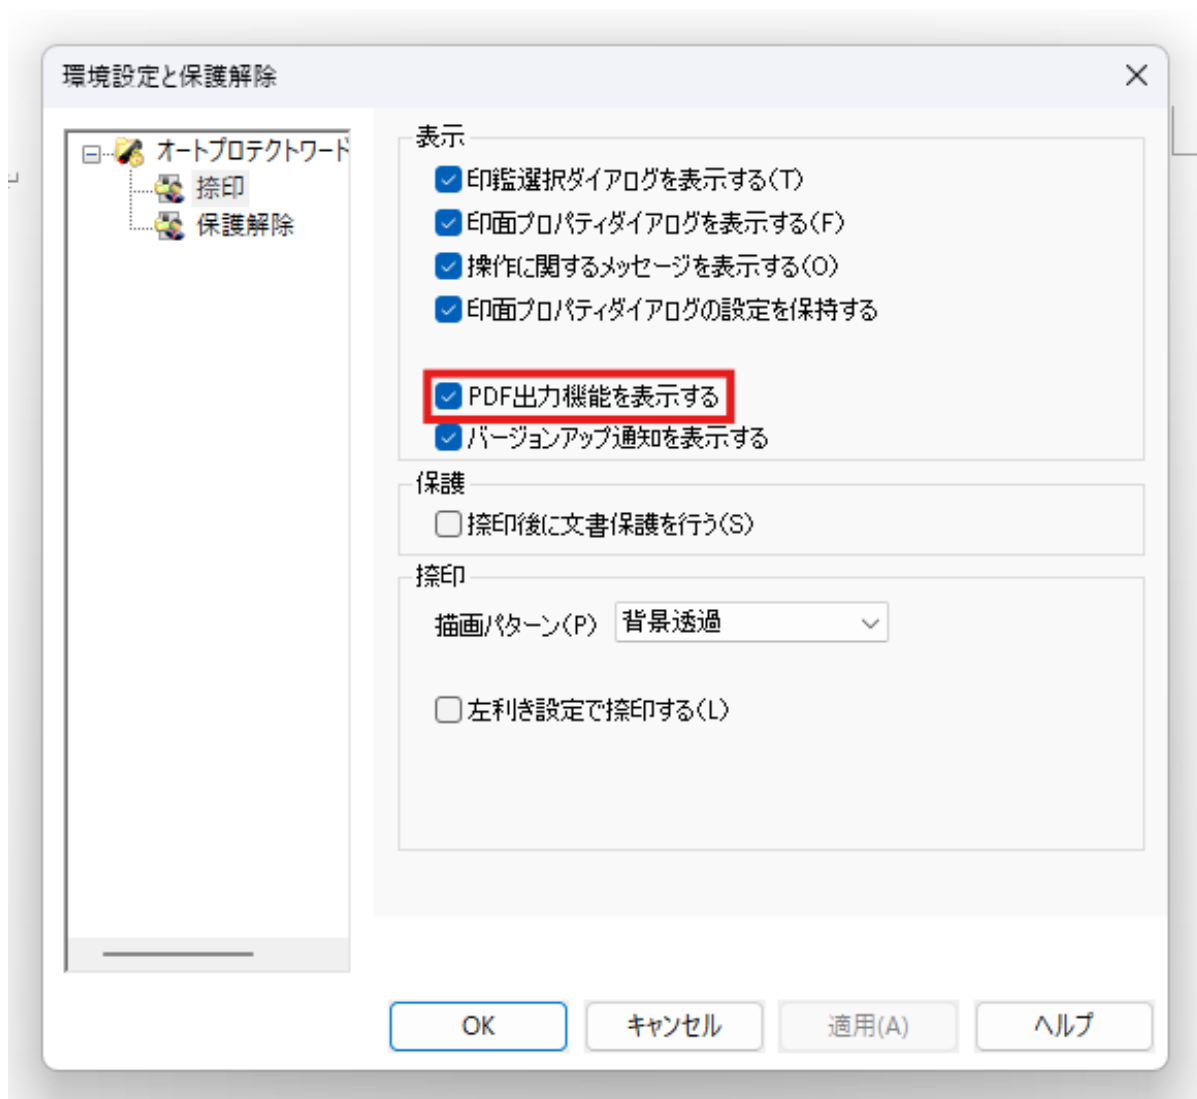 環境設定と保護解除
オートプロテクトワード
捺印
保護解除
表示
印鑑選択ダイアログを表示する(T)
印面プロパティダイアログを表示する(F)
操作に関するメッセージを表示する(O)
印面プロパティダイアログの設定を保持する
PDF出力機能を表示する
バージョンアップ通知を表示する
保護
捺印後に文書保護を行う(S)
捺印
描画パターン(P) 背景透過
左利き設定で捺印する(L)
OK キャンセル 適用(A) ヘルプ